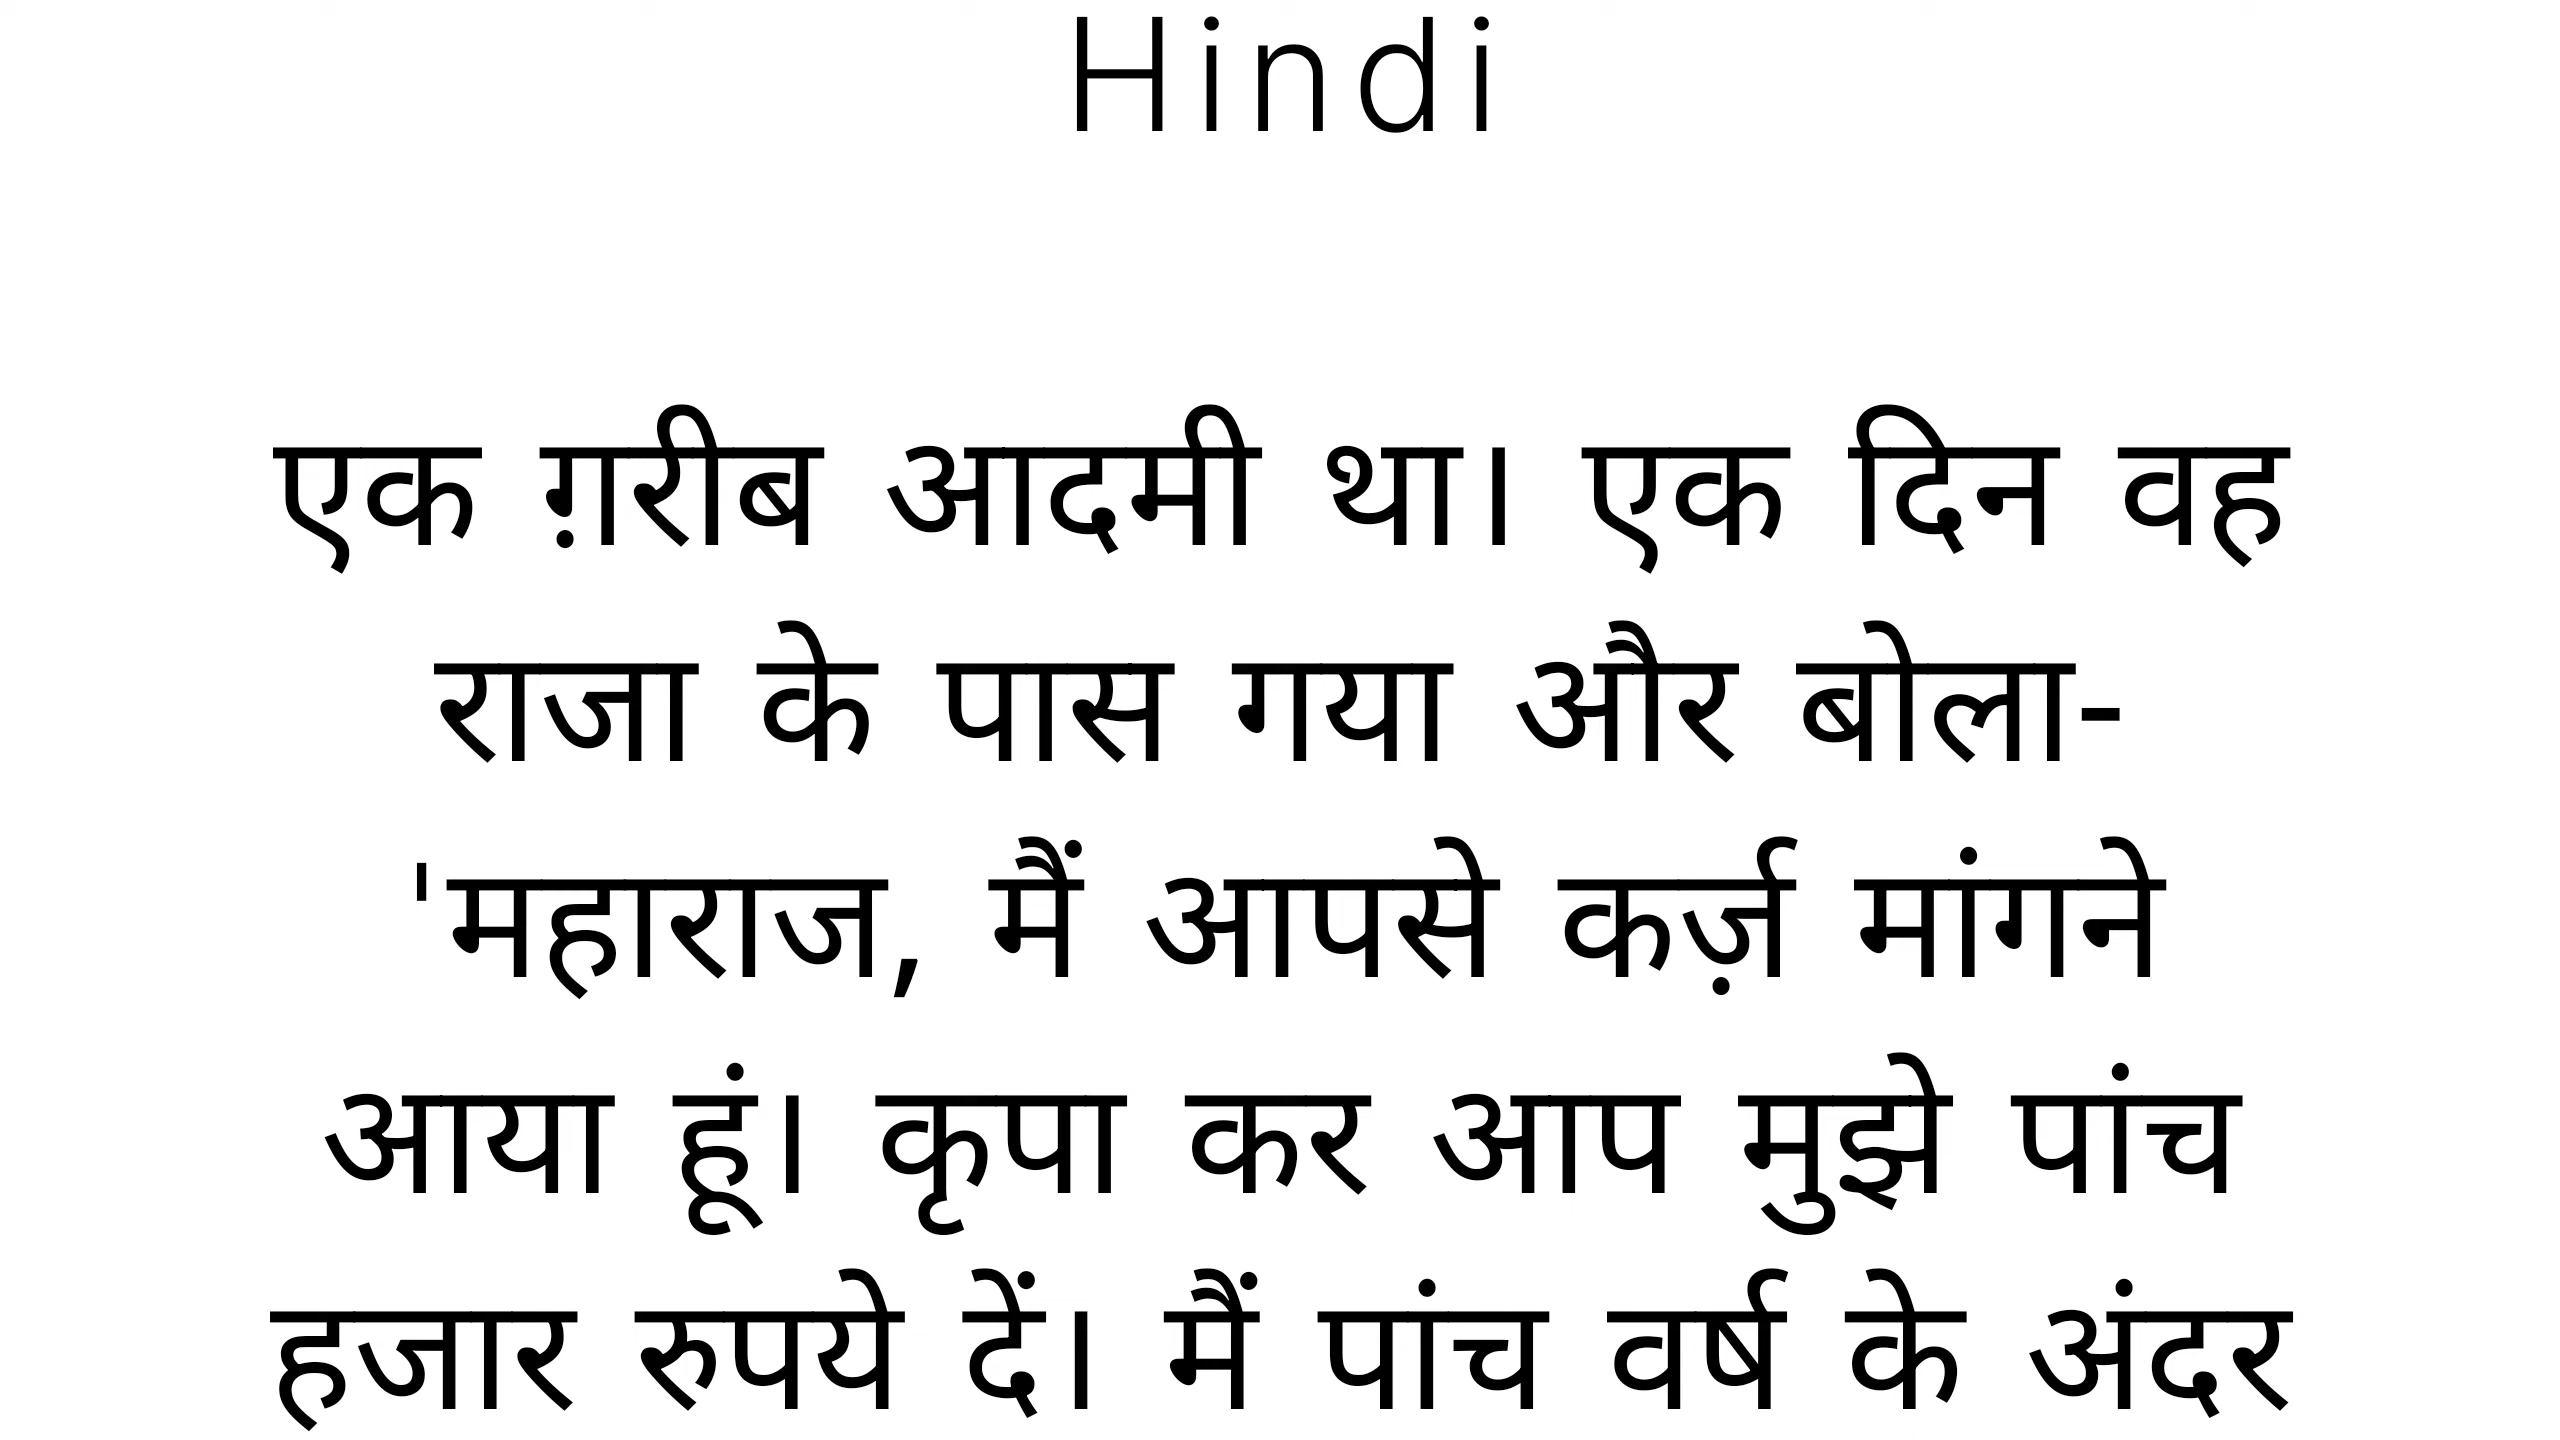 Hindi
एक ग़रीब आदमी था। एक दिन वह
राजा के पास गया और बोला-
'महाराज, मैं आपसे कर्ज़ मांगने
आया हूं। कृपा कर आप मुझे पांच
हजार रुपये दें। मैं पांच वर्ष के अंदर